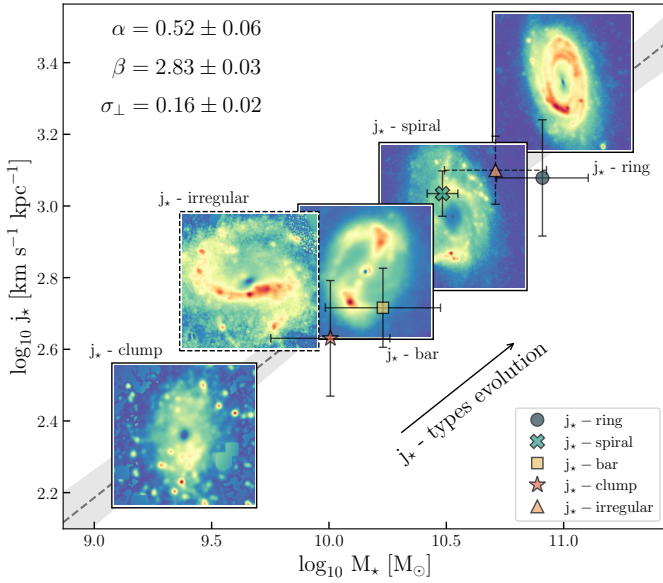 α = 0.52 ± 0.06
β = 2.83 ± 0.03
σ⊥ = 0.16 ± 0.02
j⋆ - spiral
j⋆ - ring
j⋆ - irregular
j⋆ - bar
j⋆ - clump
j⋆ - types evolution
j⋆ – ring
j⋆ – spiral
j⋆ – bar
j⋆ – clump
j⋆ – irregular
3.4
3.2
3.0
2.8
2.6
2.4
2.2
log₁₀ j⋆ [km s⁻¹ kpc⁻¹]
9.0 9.5 10.0 10.5 11.0
log₁₀ M⋆ [M⊙]